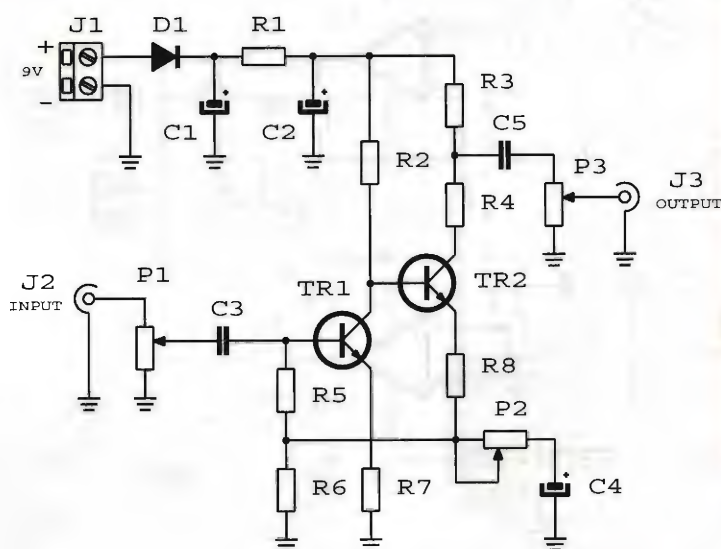 J1
D1
R1
+
9V
-
C1
C2
R3
C5
R2
P3
J3
OUTPUT
R4
J2
INPUT
P1
C3
TR1
TR2
R8
R5
P2
R6
R7
C4
+
+
+